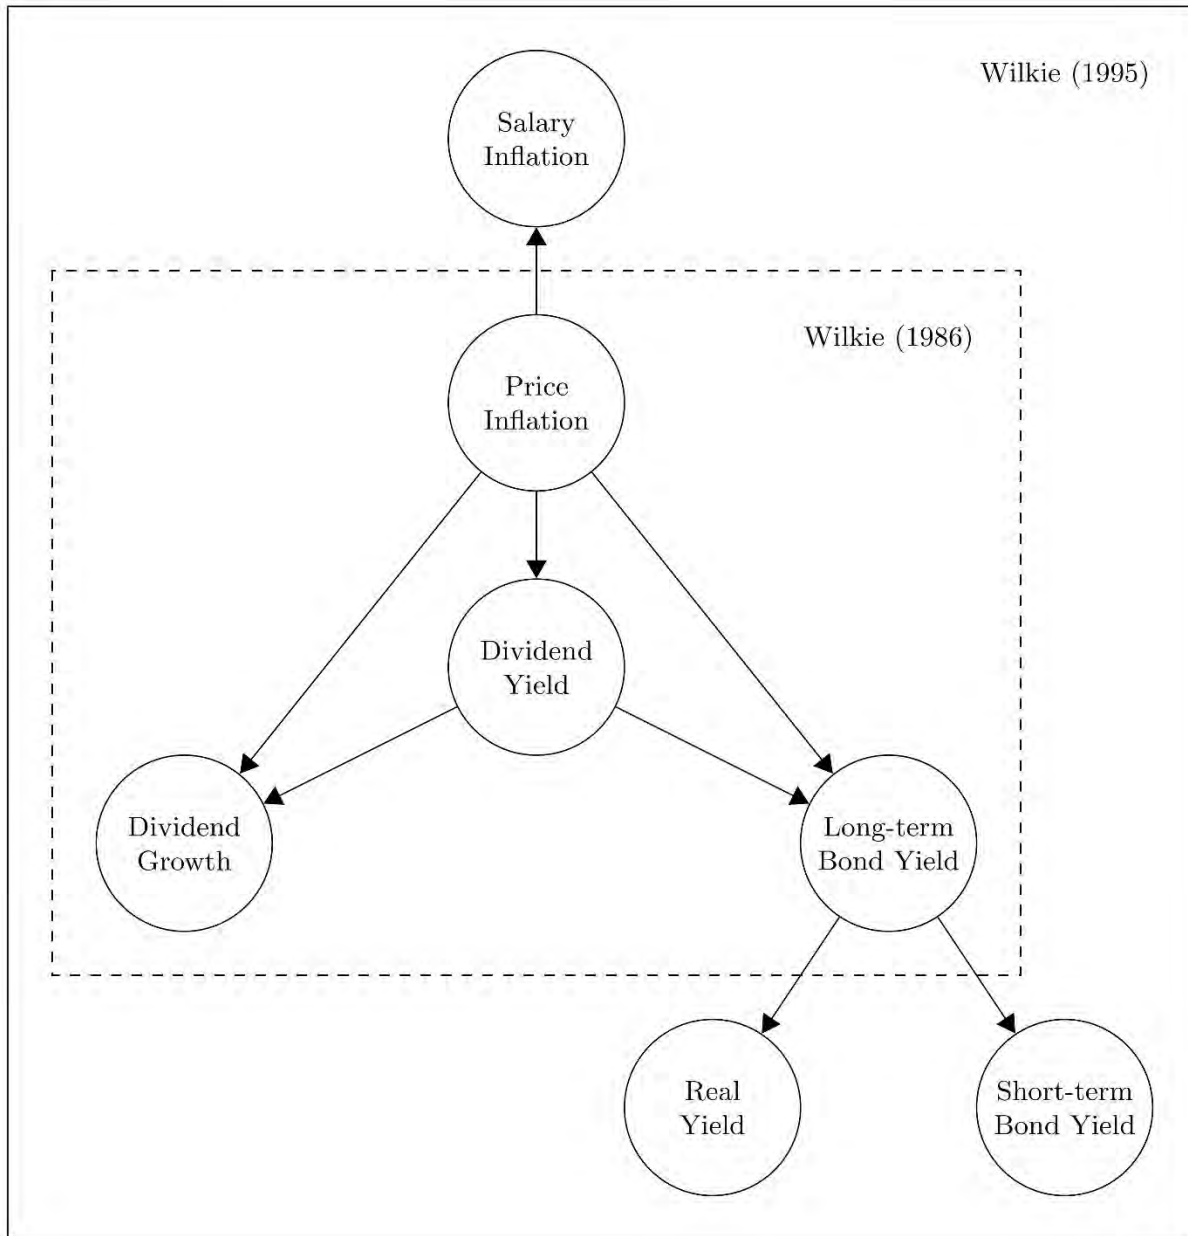 Wilkie (1995)
Salary
Inflation
Wilkie (1986)
Price
Inflation
Dividend
Yield
Dividend
Growth
Long-term
Bond Yield
Real
Yield
Short-term
Bond Yield